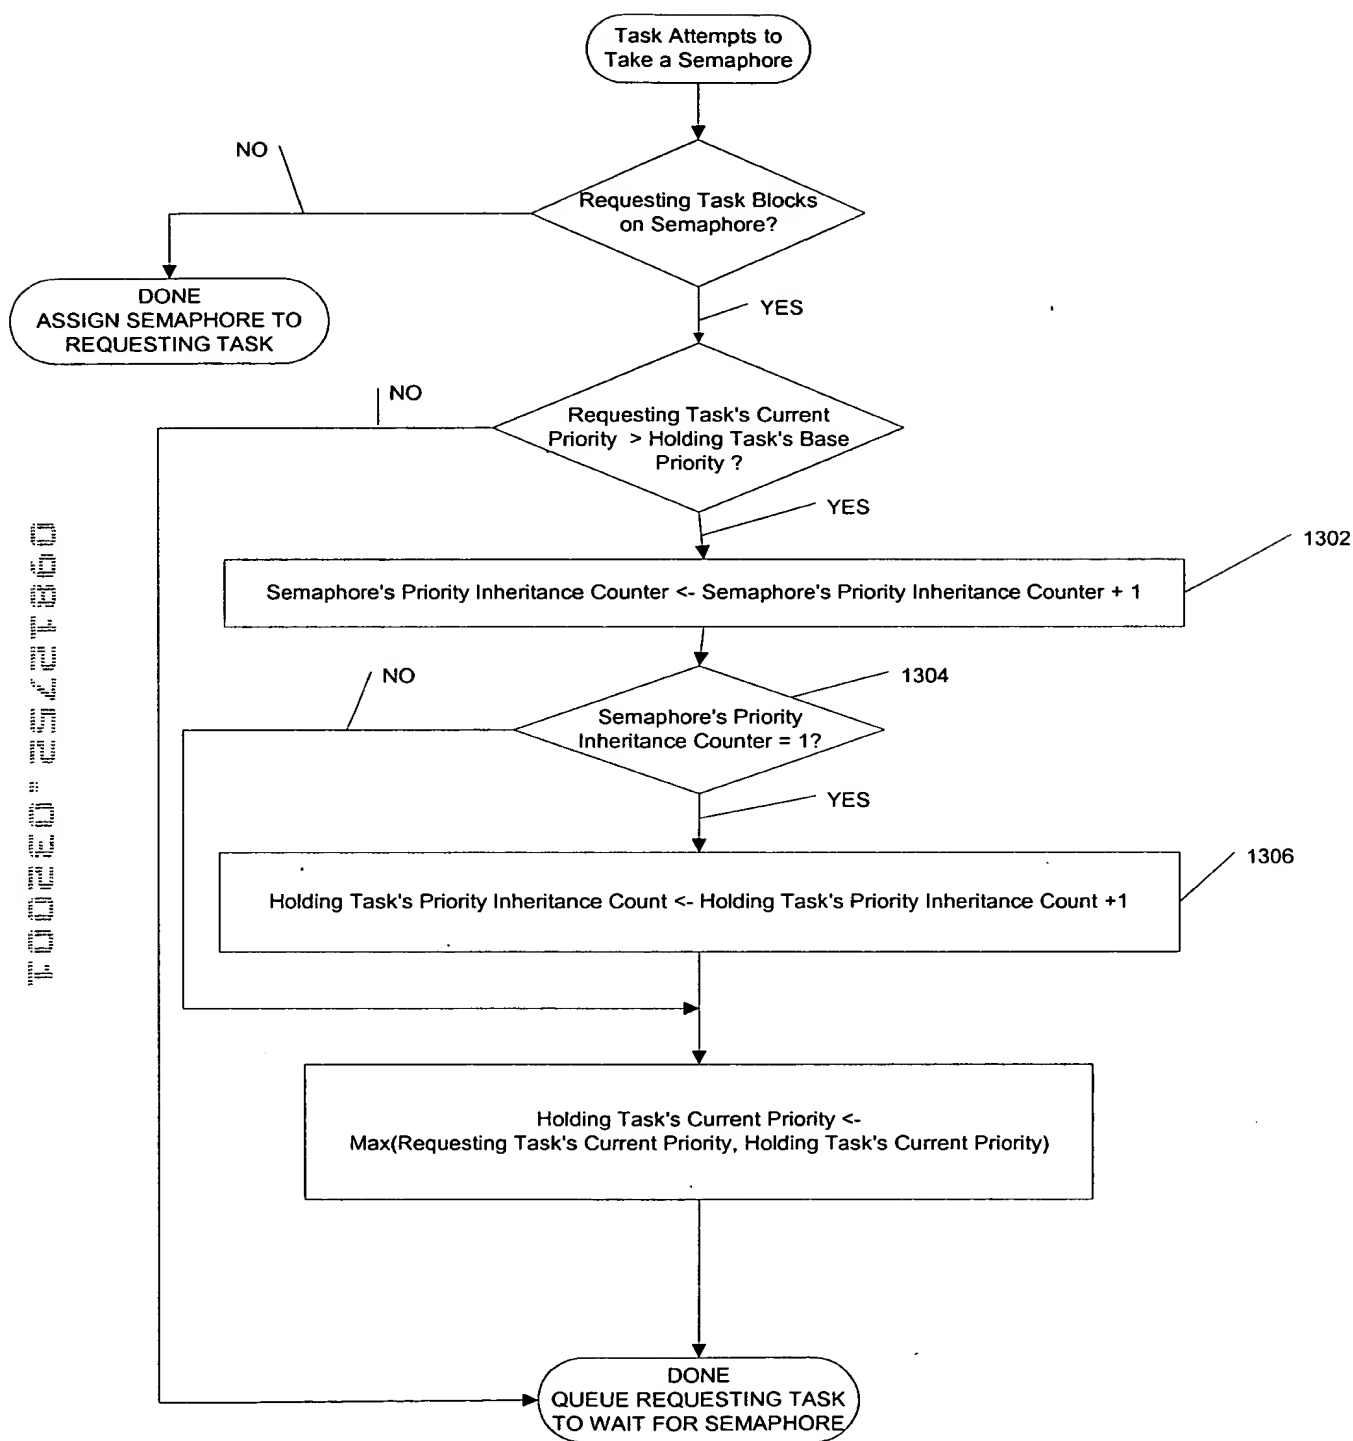 Task Attempts to
Take a Semaphore
NO
Requesting Task Blocks
on Semaphore?
DONE
ASSIGN SEMAPHORE TO
REQUESTING TASK
YES
NO
Requesting Task's Current
Priority > Holding Task's Base
Priority ?
YES
1302
Semaphore's Priority Inheritance Counter <- Semaphore's Priority Inheritance Counter + 1
NO
1304
Semaphore's Priority
Inheritance Counter = 1?
YES
1306
Holding Task's Priority Inheritance Count <- Holding Task's Priority Inheritance Count +1
Holding Task's Current Priority <-
Max(Requesting Task's Current Priority, Holding Task's Current Priority)
DONE
QUEUE REQUESTING TASK
TO WAIT FOR SEMAPHORE
09812752.032001